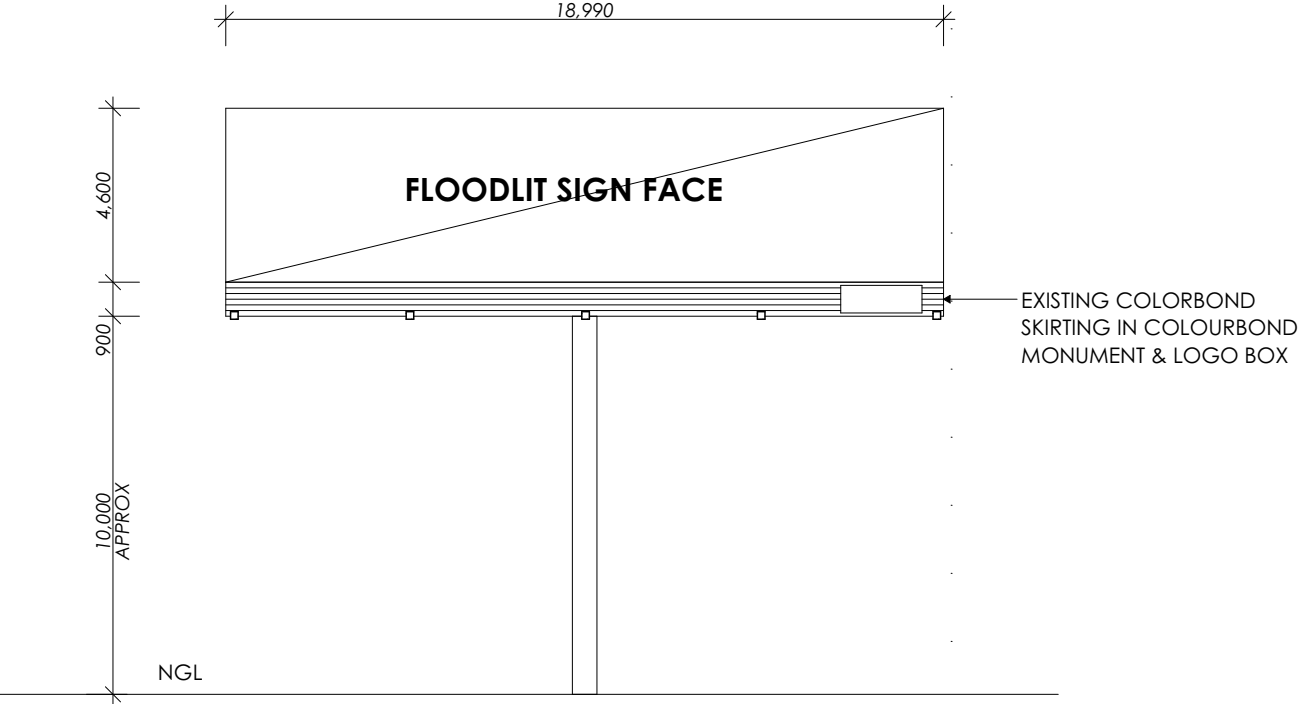 18,990
4,600
FLOODLIT SIGN FACE
900
EXISTING COLORBOND
SKIRTING IN COLOURBOND
MONUMENT & LOGO BOX
10,000
APPROX
NGL